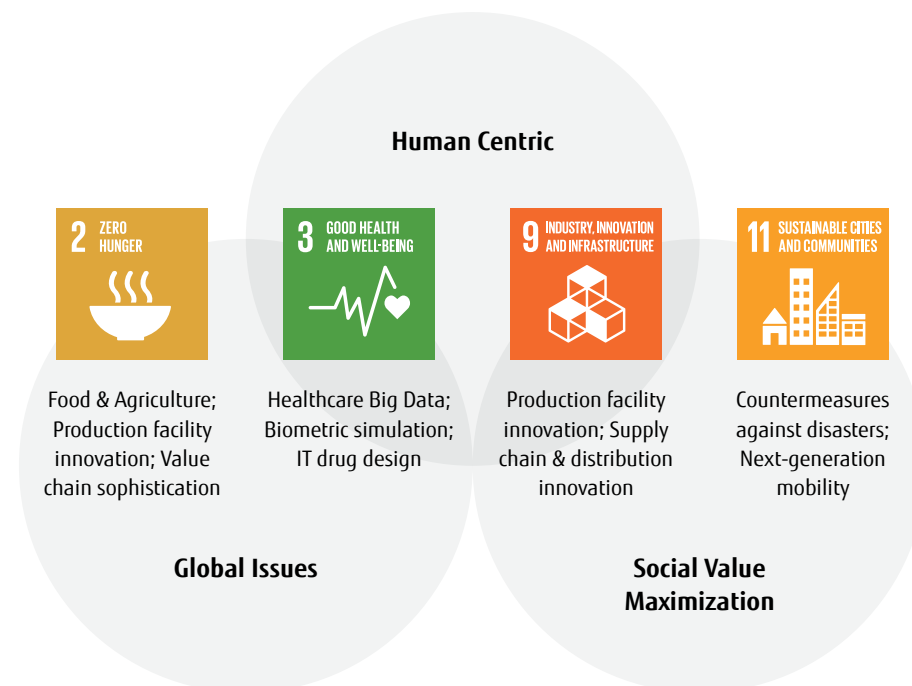 Human Centric
2 ZERO
HUNGER
3 GOOD HEALTH
AND WELL-BEING
9 INDUSTRY, INNOVATION
AND INFRASTRUCTURE
11 SUSTAINABLE CITIES
AND COMMUNITIES
Food & Agriculture;
Production facility
innovation; Value
chain sophistication
Healthcare Big Data;
Biometric simulation;
IT drug design
Production facility
innovation; Supply
chain & distribution
innovation
Countermeasures
against disasters;
Next-generation
mobility
Global Issues
Social Value
Maximization